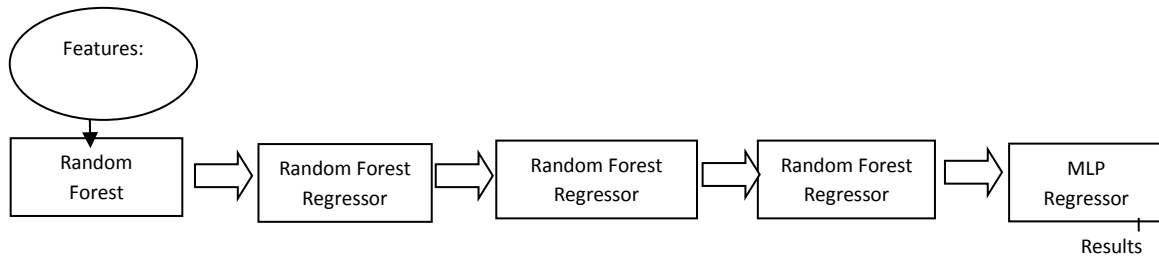 Features:
Random
Forest
Random Forest
Regressor
Random Forest
Regressor
Random Forest
Regressor
MLP
Regressor
Results